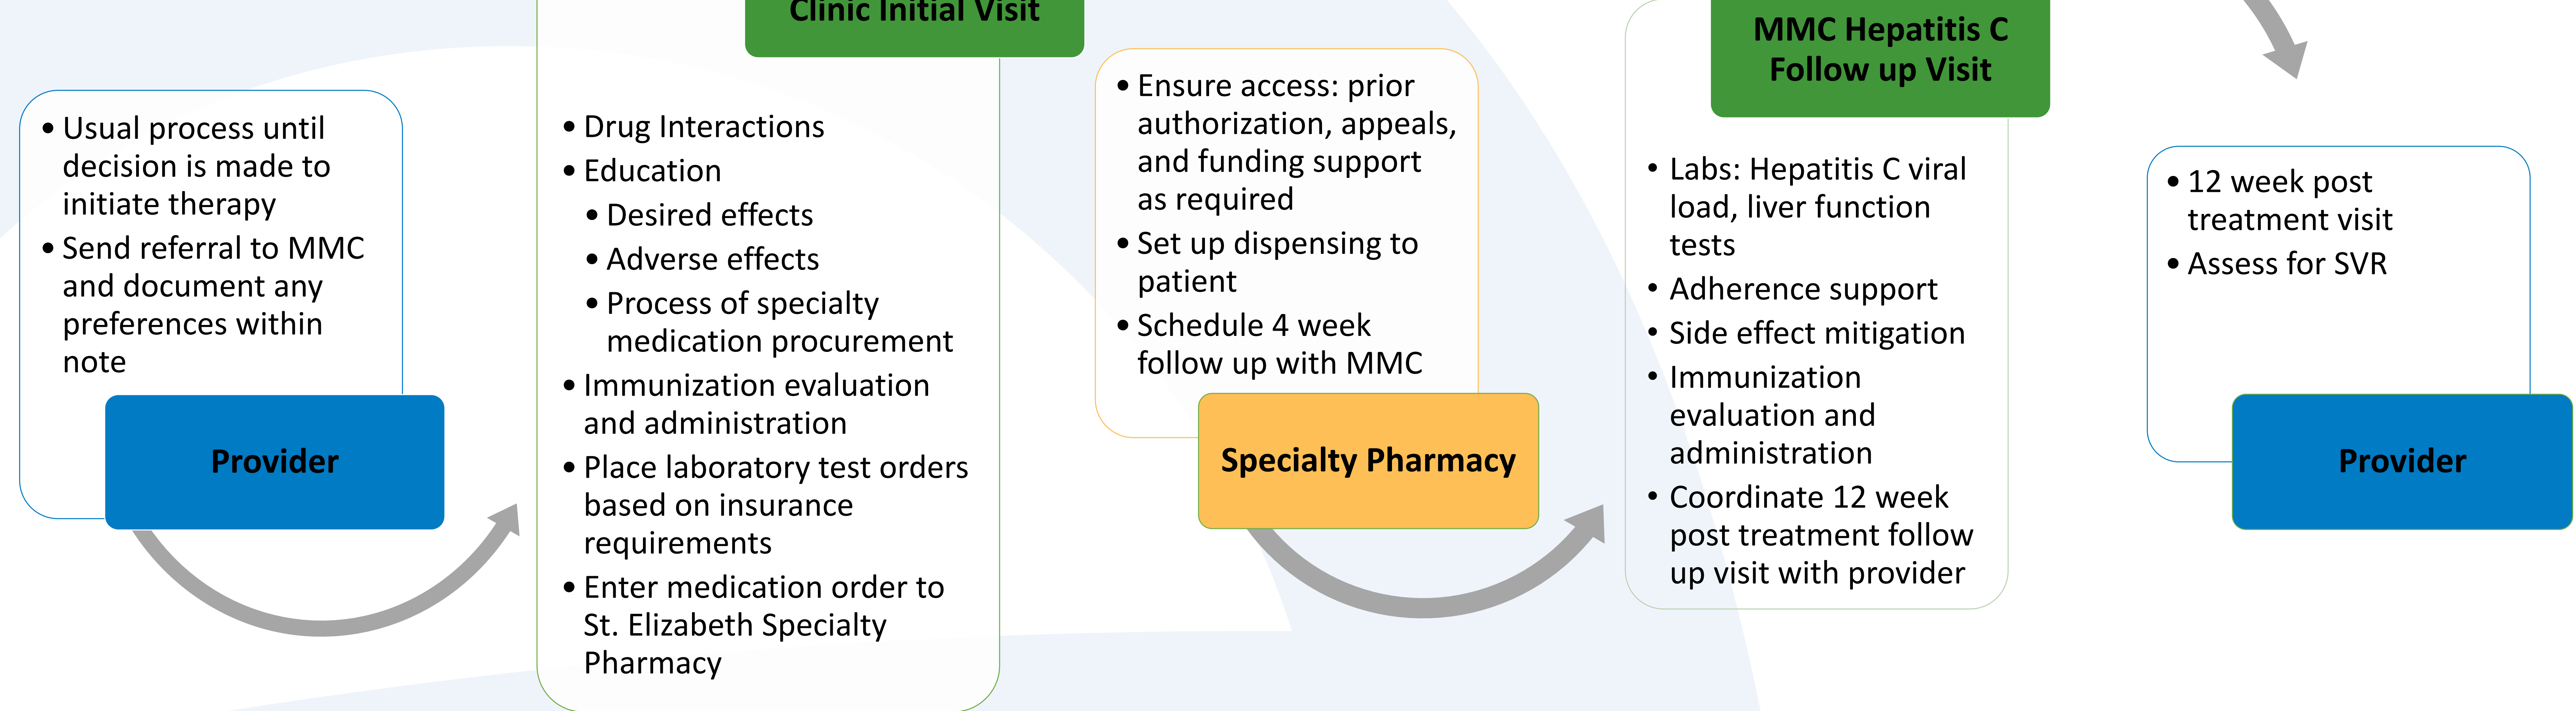 • Usual process until
decision is made to
initiate therapy
• Send referral to MMC
and document any
preferences within
note
Provider
Clinic Initial Visit
• Drug Interactions
• Education
• Desired effects
• Adverse effects
• Process of specialty
medication procurement
• Immunization evaluation
and administration
• Place laboratory test orders
based on insurance
requirements
• Enter medication order to
St. Elizabeth Specialty
Pharmacy
• Ensure access: prior
authorization, appeals,
and funding support
as required
• Set up dispensing to
patient
• Schedule 4 week
follow up with MMC
Specialty Pharmacy
MMC Hepatitis C
Follow up Visit
• Labs: Hepatitis C viral
load, liver function
tests
• Adherence support
• Side effect mitigation
• Immunization
evaluation and
administration
• Coordinate 12 week
post treatment follow
up visit with provider
• 12 week post
treatment visit
• Assess for SVR
Provider